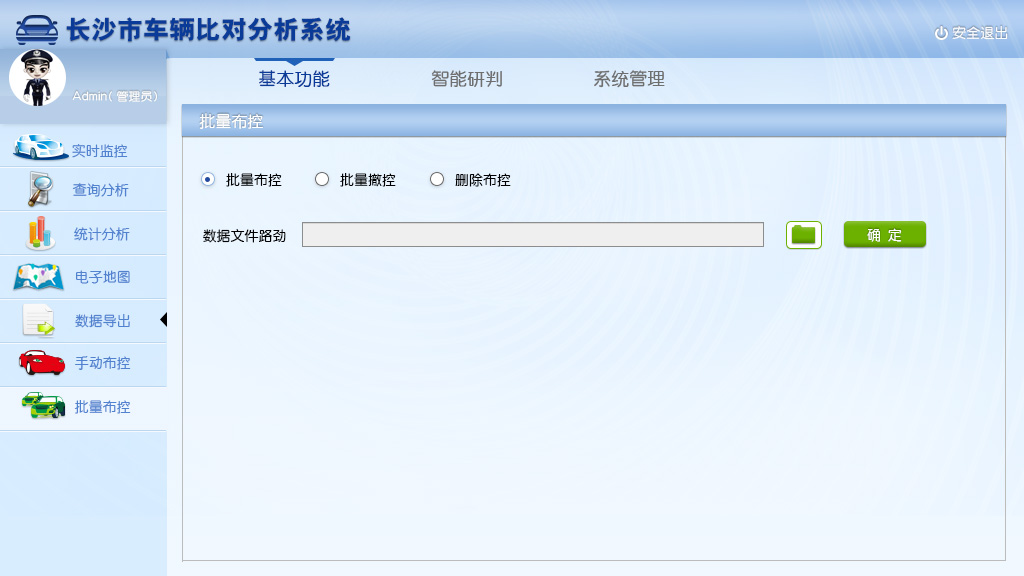 长沙市车辆比对分析系统
安全退出
Admin(管理员)
基本功能 智能研判 系统管理
批量布控
实时监控
查询分析
统计分析
电子地图
数据导出
手动布控
批量布控
批量布控 批量撤控 删除布控
数据文件路劲
确 定